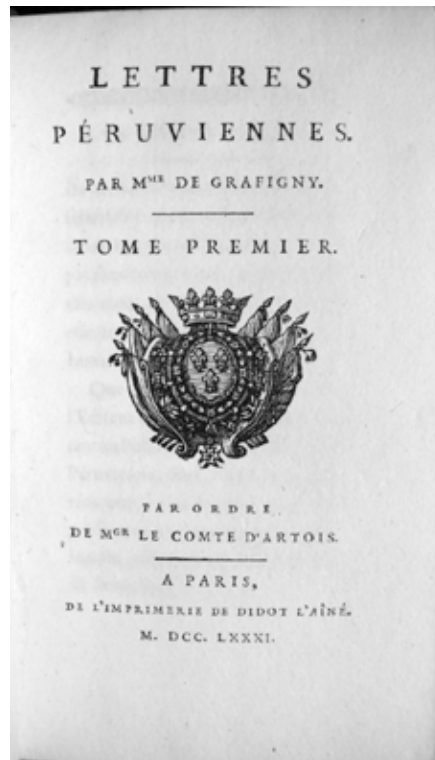 LETTRES
PÉRUVIENNES.
PAR Mᴹᴱ DE GRAFIGNY.
TOME PREMIER.
PAR ORDRE
DE Mᴳᴿ LE COMTE D'ARTOIS.
A PARIS,
DE L'IMPRIMERIE DE DIDOT L'AÎNÉ.
M. DCC. LXXXI.